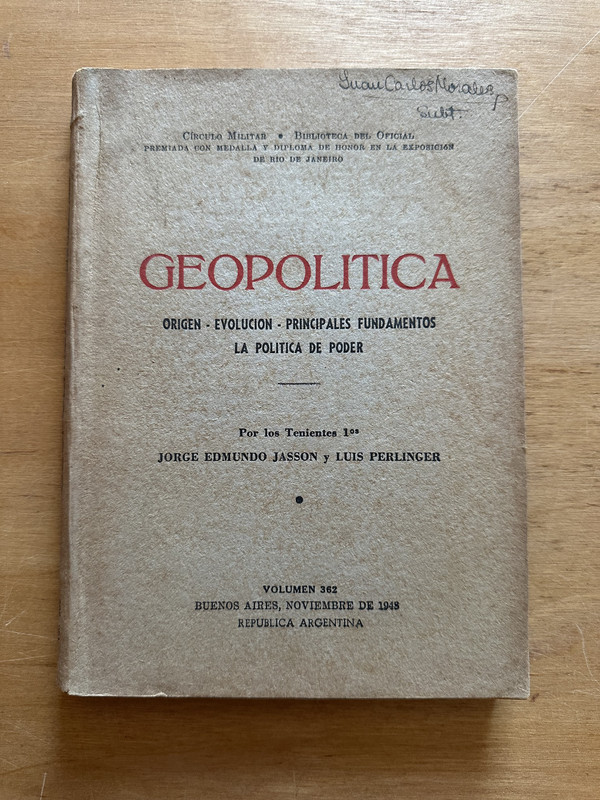 Juan Carlos Morales
Subt.
CÍRCULO MILITAR • BIBLIOTECA DEL OFICIAL
PREMIADA CON MEDALLA Y DIPLOMA DE HONOR EN LA EXPOSICIÓN
DE RIO DE JANEIRO
GEOPOLITICA
ORIGEN - EVOLUCION - PRINCIPALES FUNDAMENTOS
LA POLITICA DE PODER
Por los Tenientes 1os
JORGE EDMUNDO JASSON y LUIS PERLINGER
VOLUMEN 362
BUENOS AIRES, NOVIEMBRE DE 1948
REPUBLICA ARGENTINA